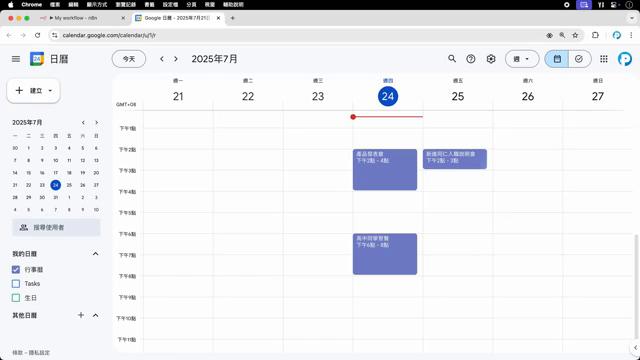 Chrome 檔案 編輯 顯示方式 瀏覽記錄 書籤 設定檔 分頁 視窗 輔助說明
My workflow - n8n
Google 日曆 - 2025年7月21日
calendar.google.com/calendar/u/1/r
日曆
今天
2025年7月
週
建立
2025年7月
一 二 三 四 五 六 日
30 1 2 3 4 5 6
7 8 9 10 11 12 13
14 15 16 17 18 19 20
21 22 23 24 25 26 27
28 29 30 31 1 2 3
4 5 6 7 8 9 10
搜尋使用者
我的日曆
行事曆
Tasks
生日
其他日曆
條款 – 隱私設定
GMT+08
週一 週二 週三 週四 週五 週六 週日
21 22 23 24 25 26 27
下午1點
下午2點
下午3點
下午4點
下午5點
下午6點
下午7點
下午8點
下午9點
下午10點
下午11點
產品發表會
下午2點 - 4點
新進同仁入職說明會
下午2點 - 3點
高中同學聚餐
下午6點 - 8點